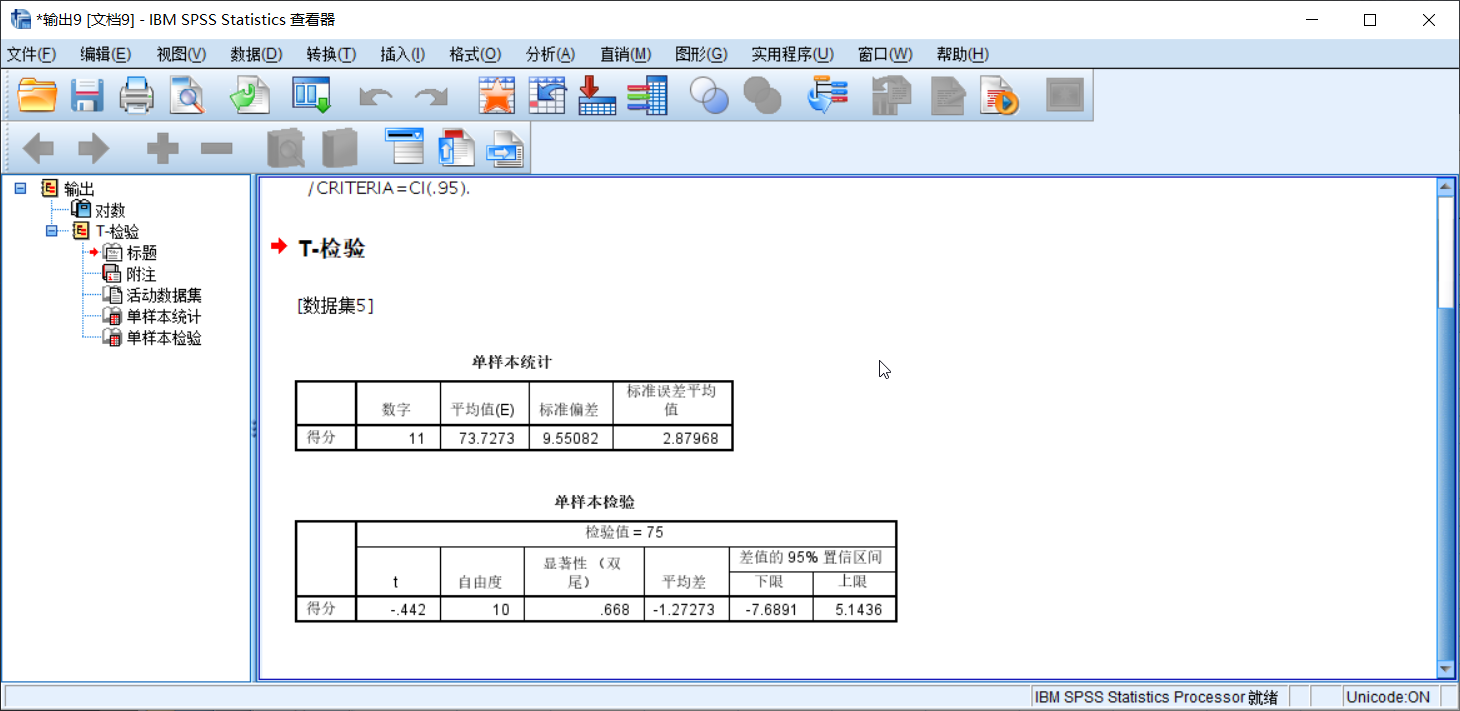 *输出9 [文档9] - IBM SPSS Statistics 查看器
文件(F) 编辑(E) 视图(V) 数据(D) 转换(T) 插入(I) 格式(O) 分析(A) 直销(M) 图形(G) 实用程序(U) 窗口(W) 帮助(H)
输出
对数
T-检验
标题
附注
活动数据集
单样本统计
单样本检验
/CRITERIA=CI(.95).
T-检验
[数据集5]
单样本统计
数字 平均值(E) 标准偏差 标准误差平均值
得分 11 73.7273 9.55082 2.87968
单样本检验
检验值 = 75
差值的 95% 置信区间
t 自由度 显著性（双尾） 平均差 下限 上限
得分 -.442 10 .668 -1.27273 -7.6891 5.1436
IBM SPSS Statistics Processor 就绪 Unicode:ON